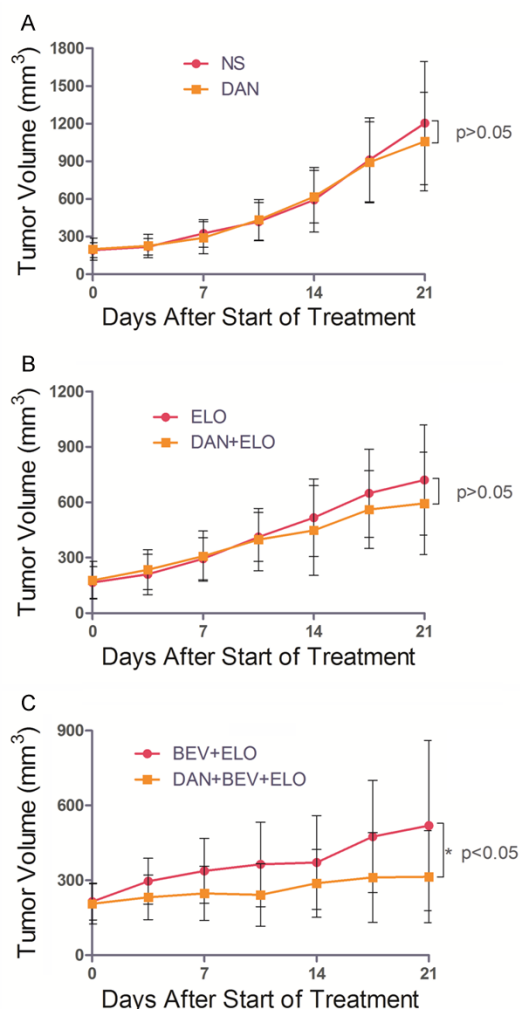 A
Tumor Volume (mm³)
1800
1500
1200
900
600
300
0
NS
DAN
p>0.05
0 7 14 21
Days After Start of Treatment
B
Tumor Volume (mm³)
1200
900
600
300
0
ELO
DAN+ELO
p>0.05
0 7 14 21
Days After Start of Treatment
C
Tumor Volume (mm³)
900
600
300
0
BEV+ELO
DAN+BEV+ELO
* p<0.05
0 7 14 21
Days After Start of Treatment